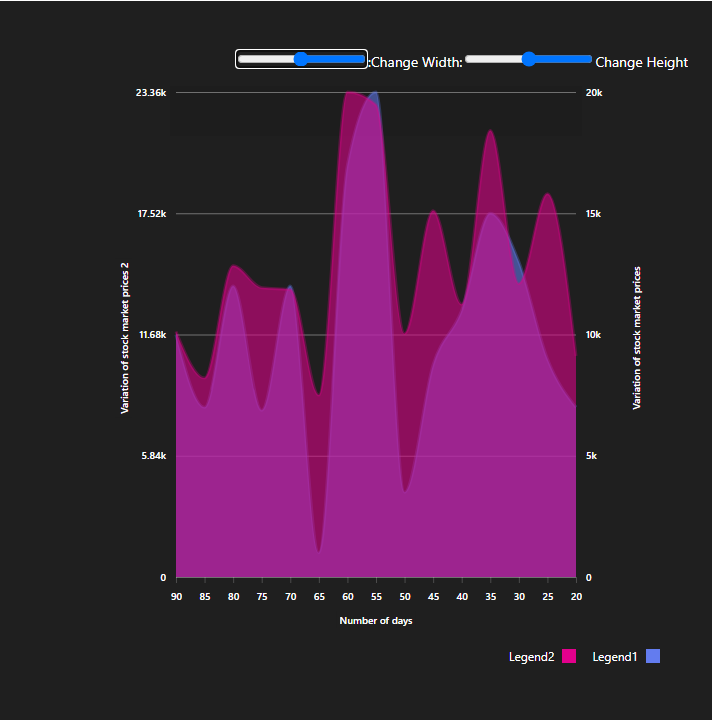 :Change Width: Change Height
23.36k
17.52k
11.68k
5.84k
0
Variation of stock market prices 2
20k
15k
10k
5k
0
Variation of stock market prices
90 85 80 75 70 65 60 55 50 45 40 35 30 25 20
Number of days
Legend2 Legend1